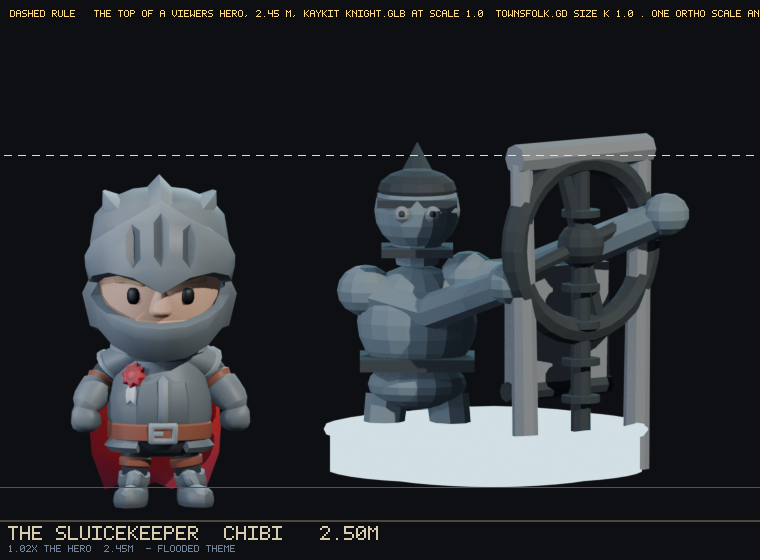 DASHED RULE   THE TOP OF A VIEWERS HERO, 2.45 M, KAYKIT KNIGHT.GLB AT SCALE 1.0  TOWNSFOLK.GD SIZE K 1.0 . ONE ORTHO SCALE AN
THE SLUICEKEEPER  CHIBI   2.50M
1.02X THE HERO  2.45M  - FLOODED THEME